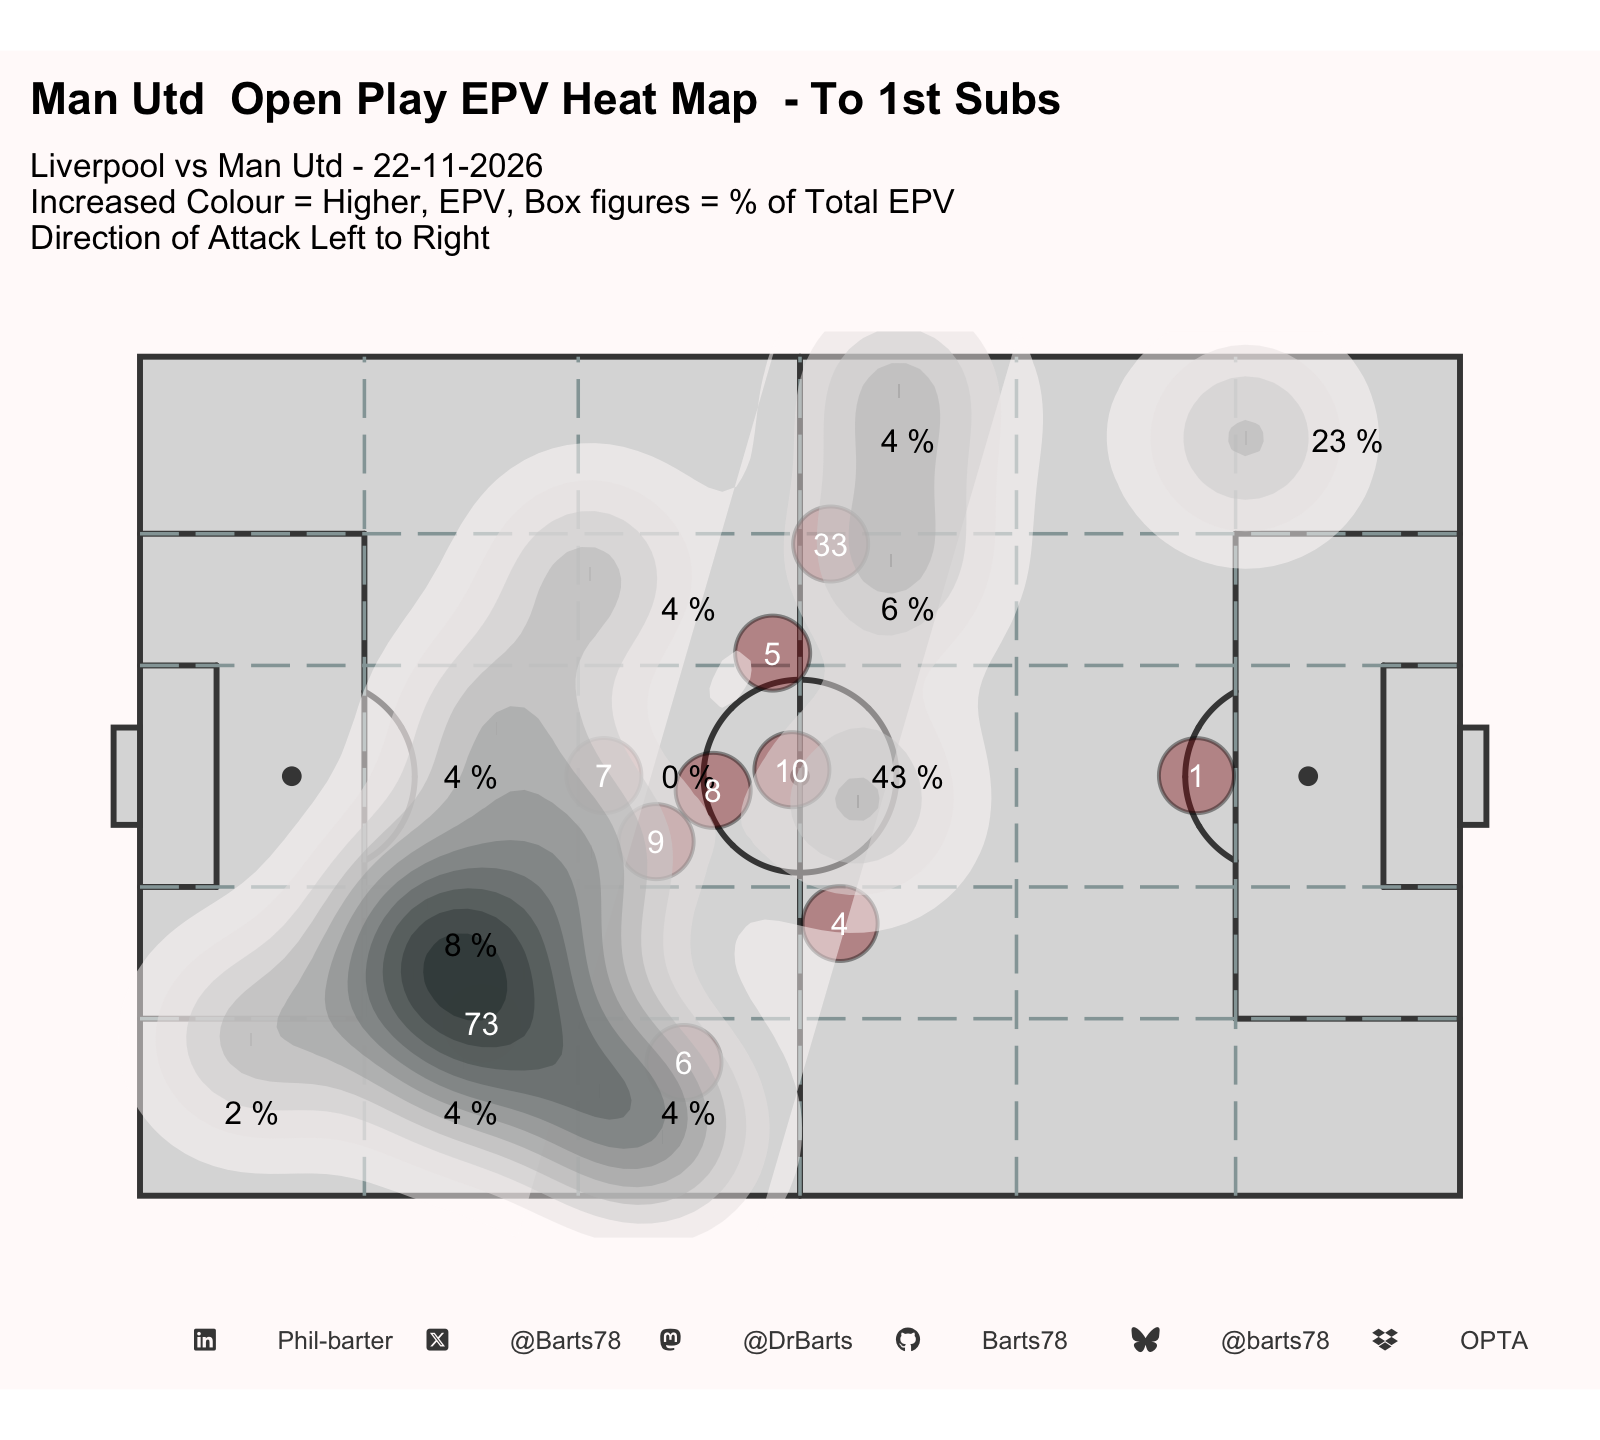 Man Utd  Open Play EPV Heat Map  - To 1st Subs
Liverpool vs Man Utd - 22-11-2026
Increased Colour = Higher, EPV, Box figures = % of Total EPV
Direction of Attack Left to Right
4 %
23 %
33
4 %
6 %
5
4 %
7
0 %
8
10
43 %
1
9
4
8 %
73
6
2 %
4 %
4 %
Phil-barter
@Barts78
@DrBarts
Barts78
@barts78
OPTA